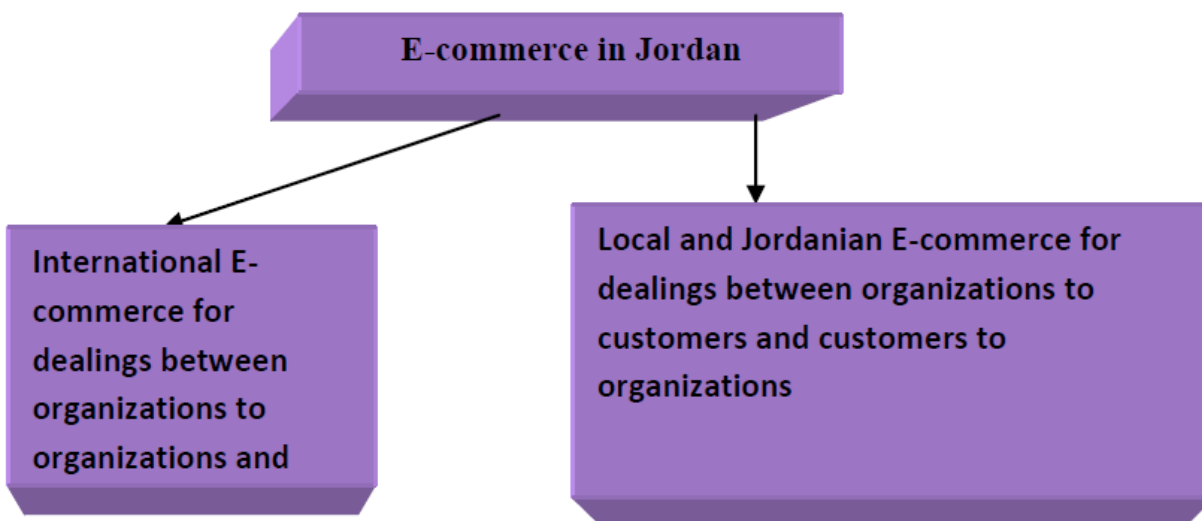 E-commerce in Jordan
International E-
commerce for
dealings between
organizations to
organizations and
Local and Jordanian E-commerce for
dealings between organizations to
customers and customers to
organizations